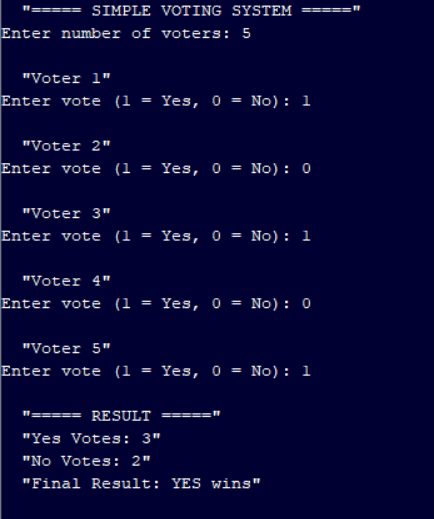 "===== SIMPLE VOTING SYSTEM ====="
Enter number of voters: 5
"Voter 1"
Enter vote (1 = Yes, 0 = No): 1
"Voter 2"
Enter vote (1 = Yes, 0 = No): 0
"Voter 3"
Enter vote (1 = Yes, 0 = No): 1
"Voter 4"
Enter vote (1 = Yes, 0 = No): 0
"Voter 5"
Enter vote (1 = Yes, 0 = No): 1
"===== RESULT ====="
"Yes Votes: 3"
"No Votes: 2"
"Final Result: YES wins"